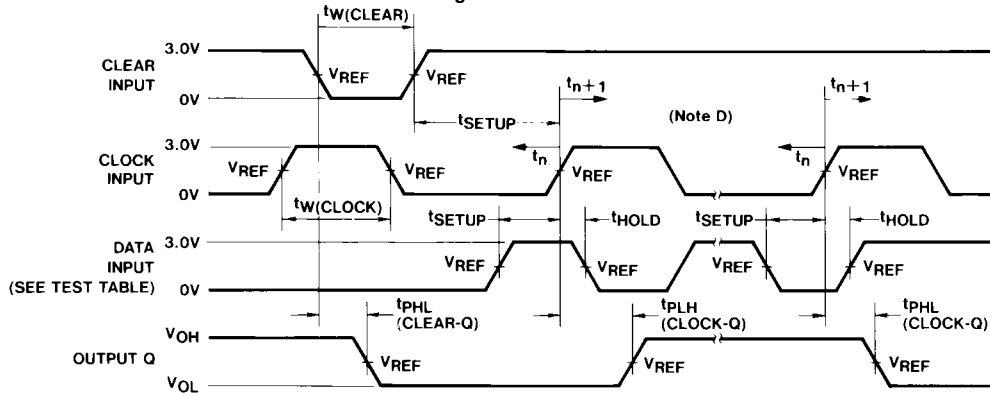 tW(CLEAR)
3.0V
CLEAR
INPUT
VREF
VREF
0V
tn+1
tn+1
tSETUP
(Note D)
3.0V
CLOCK
INPUT
VREF
VREF
tn
VREF
tn
VREF
0V
tW(CLOCK)
tSETUP
tHOLD
tSETUP
tHOLD
DATA
INPUT
(SEE TEST TABLE)
3.0V
VREF
VREF
VREF
VREF
0V
tPHL
(CLEAR-Q)
tPLH
(CLOCK-Q)
tPHL
(CLOCK-Q)
VOH
OUTPUT Q
VREF
VREF
VREF
VOL